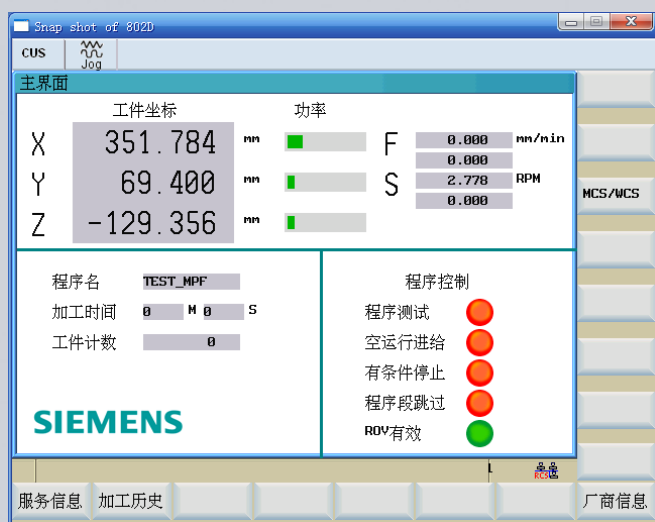 Snap shot of 802D
CUS
Jog
主界面
工件坐标 功率
X 351.784 mm F 0.000 mm/min
0.000
Y 69.400 mm S 2.778 RPM
0.000
Z -129.356 mm
MCS/WCS
程序名 TEST_MPF
加工时间 0 M 0 S
工件计数 0
SIEMENS
程序控制
程序测试
空运行进给
有条件停止
程序段跳过
ROV有效
RCS
服务信息 加工历史 厂商信息